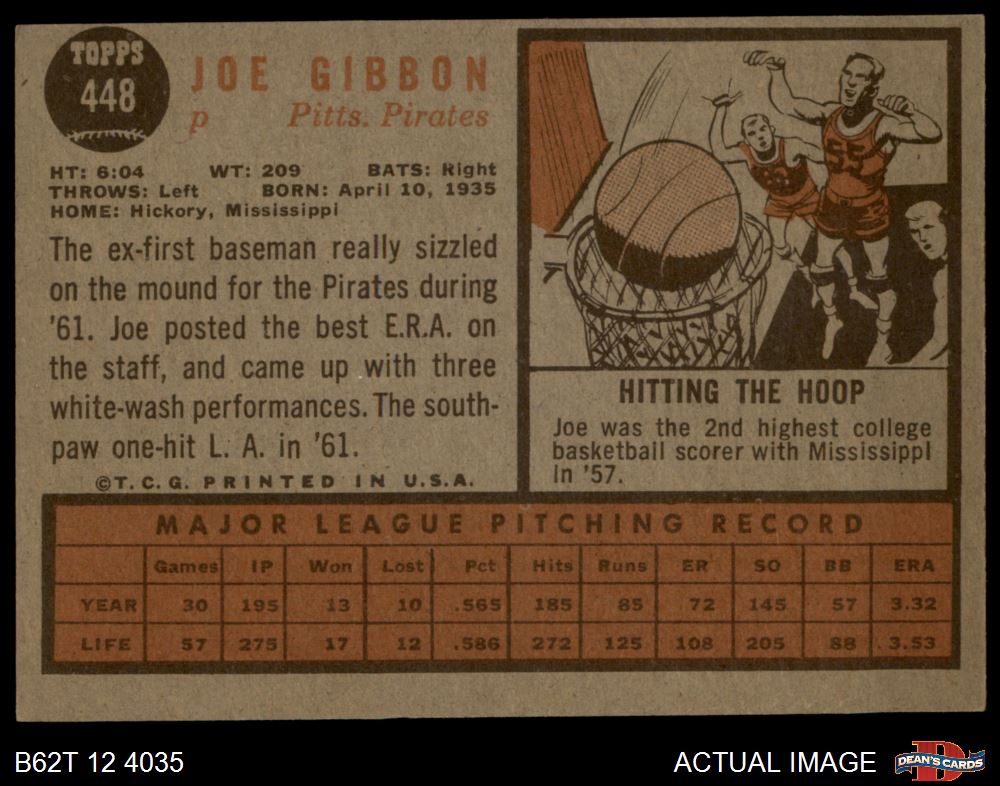 TOPPS
448
JOE GIBBON
p Pitts. Pirates
HT: 6:04 WT: 209 BATS: Right
THROWS: Left BORN: April 10, 1935
HOME: Hickory, Mississippi
The ex-first baseman really sizzled
on the mound for the Pirates during
'61. Joe posted the best E.R.A. on
the staff, and came up with three
white-wash performances. The south-
paw one-hit L. A. in '61.
©T. C. G. PRINTED IN U.S.A.
55
HITTING THE HOOP
Joe was the 2nd highest college
basketball scorer with Mississippi
in '57.
MAJOR LEAGUE PITCHING RECORD
Games IP Won Lost Pct Hits Runs ER SO BB ERA
YEAR 30 195 13 10 .565 185 85 72 145 57 3.32
LIFE 57 275 17 12 .586 272 125 108 205 88 3.53
B62T 12 4035
ACTUAL IMAGE
D
DEAN'S CARDS